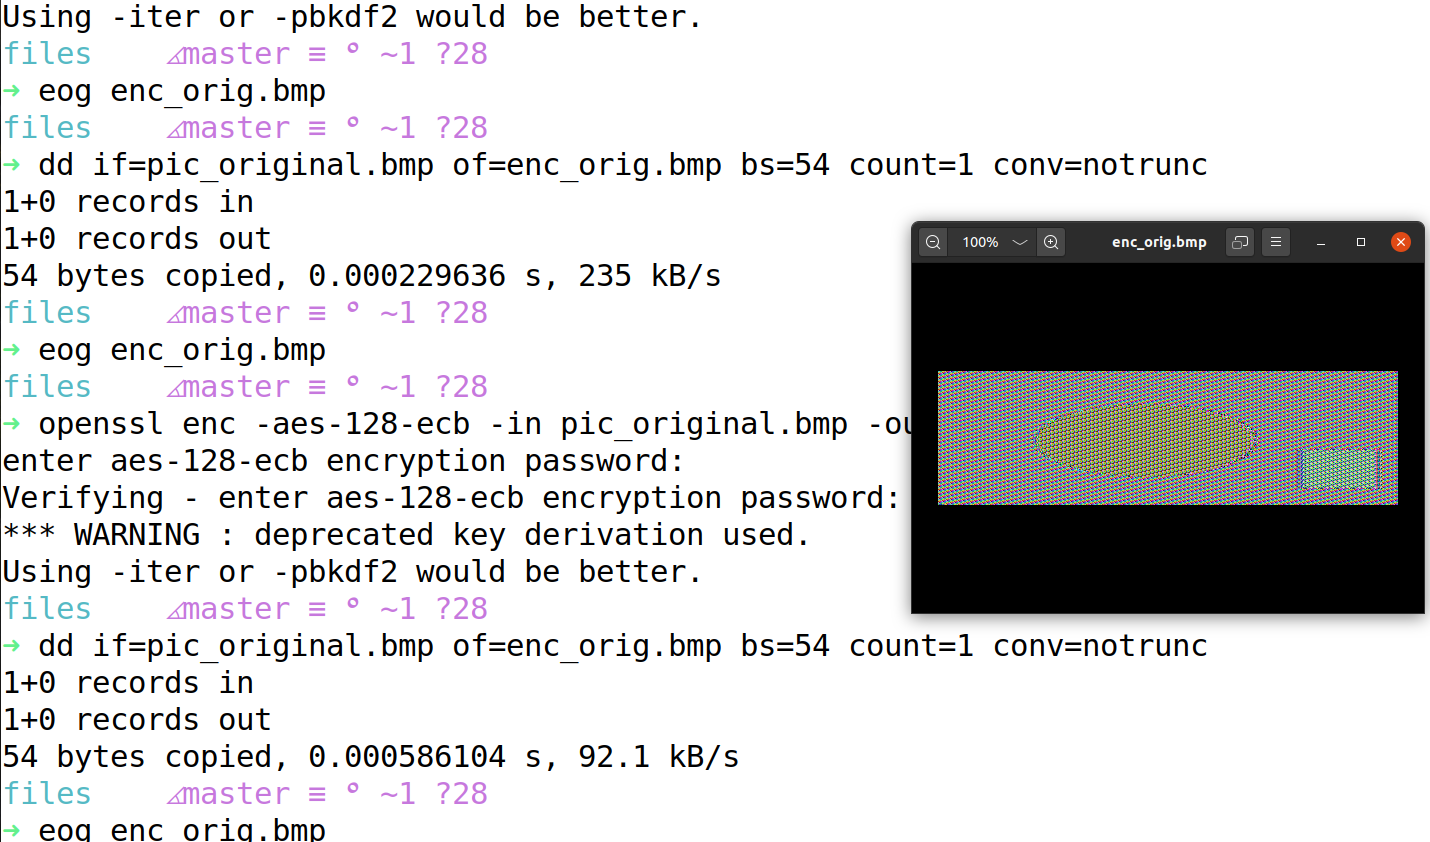 Using -iter or -pbkdf2 would be better.
files ⊿master ≡ ° ~1 ?28
➜ eog enc_orig.bmp
files ⊿master ≡ ° ~1 ?28
➜ dd if=pic_original.bmp of=enc_orig.bmp bs=54 count=1 conv=notrunc
1+0 records in
1+0 records out
54 bytes copied, 0.000229636 s, 235 kB/s
files ⊿master ≡ ° ~1 ?28
➜ eog enc_orig.bmp
files ⊿master ≡ ° ~1 ?28
➜ openssl enc -aes-128-ecb -in pic_original.bmp -ou
enter aes-128-ecb encryption password:
Verifying - enter aes-128-ecb encryption password:
*** WARNING : deprecated key derivation used.
Using -iter or -pbkdf2 would be better.
files ⊿master ≡ ° ~1 ?28
➜ dd if=pic_original.bmp of=enc_orig.bmp bs=54 count=1 conv=notrunc
1+0 records in
1+0 records out
54 bytes copied, 0.000586104 s, 92.1 kB/s
files ⊿master ≡ ° ~1 ?28
➜ eog enc_orig.bmp
100% enc_orig.bmp